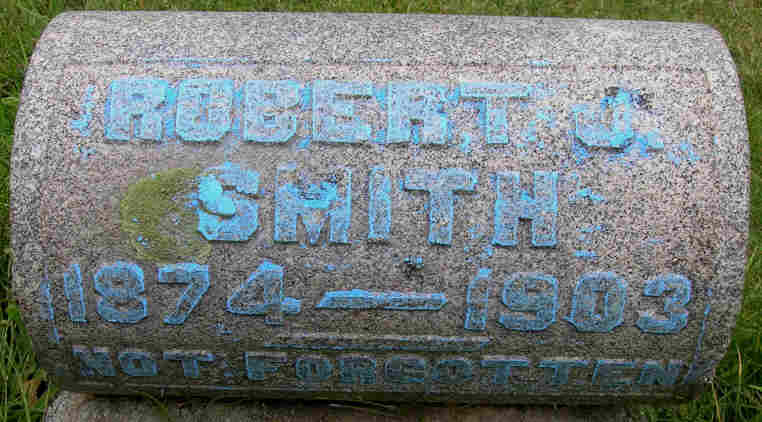 ROBERT J.
SMITH
1874 — 1903
NOT FORGOTTEN